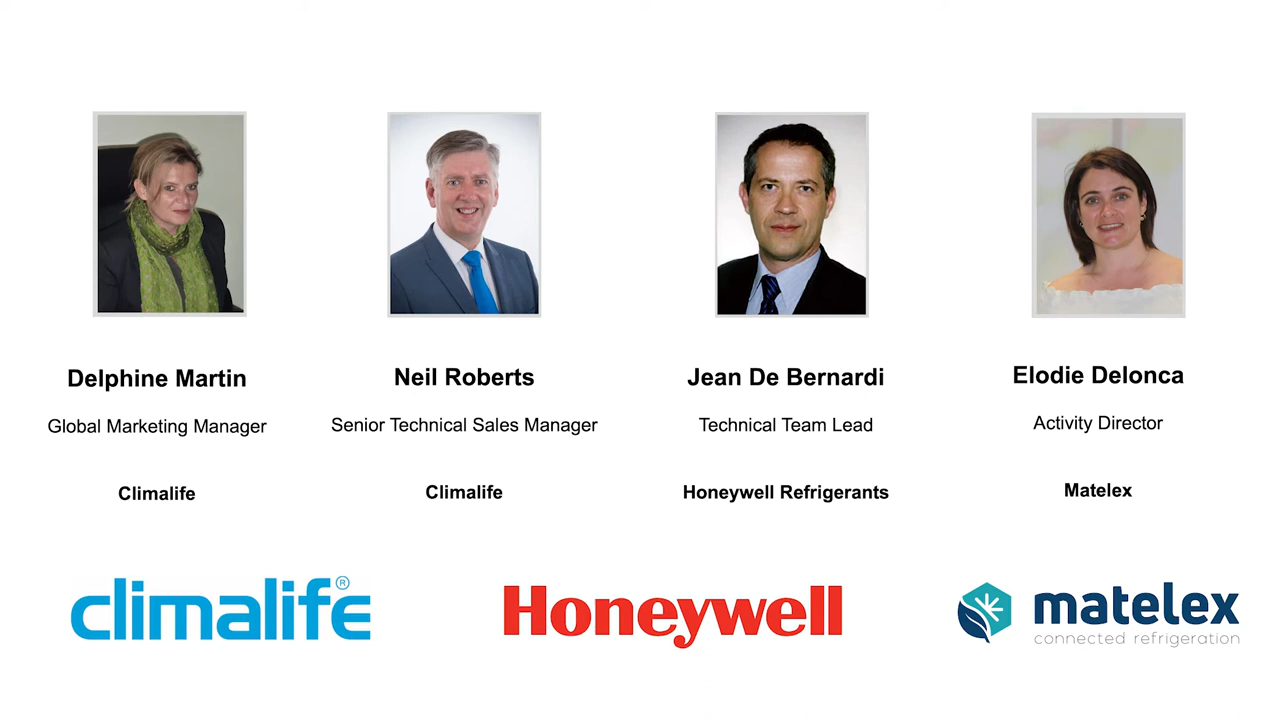 Delphine Martin
Global Marketing Manager
Climalife
Neil Roberts
Senior Technical Sales Manager
Climalife
Jean De Bernardi
Technical Team Lead
Honeywell Refrigerants
Elodie Delonca
Activity Director
Matelex
climalife®
Honeywell
matelex
connected refrigeration